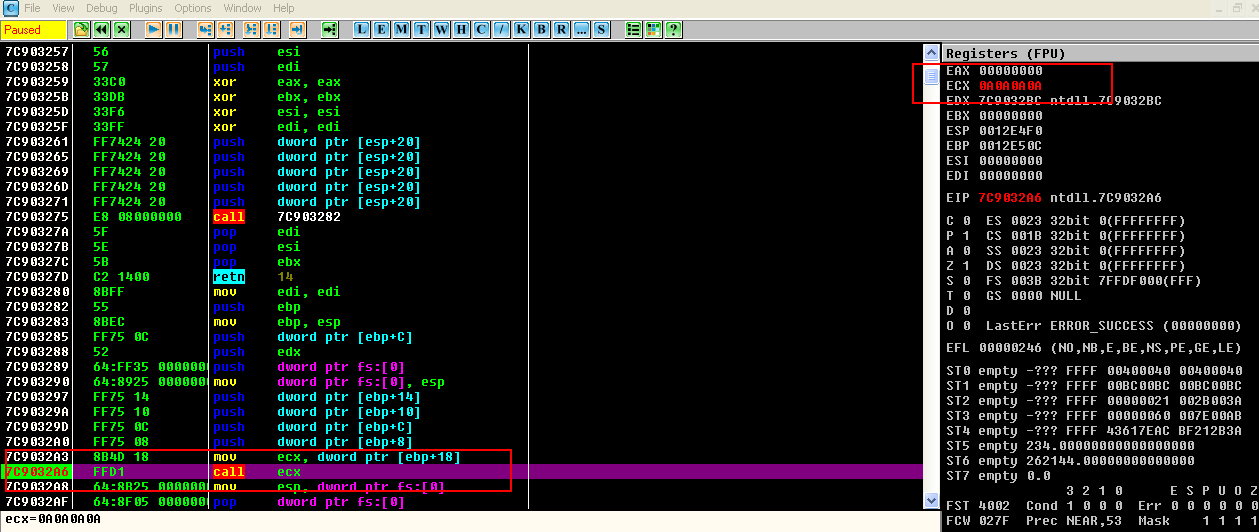 C File View Debug Plugins Options Window Help
Paused L E M T W H C / K B R ... S ?
7C903257 56 push esi
7C903258 57 push edi
7C903259 33C0 xor eax, eax
7C90325B 33DB xor ebx, ebx
7C90325D 33F6 xor esi, esi
7C90325F 33FF xor edi, edi
7C903261 FF7424 20 push dword ptr [esp+20]
7C903265 FF7424 20 push dword ptr [esp+20]
7C903269 FF7424 20 push dword ptr [esp+20]
7C90326D FF7424 20 push dword ptr [esp+20]
7C903271 FF7424 20 push dword ptr [esp+20]
7C903275 E8 08000000 call 7C903282
7C90327A 5F pop edi
7C90327B 5E pop esi
7C90327C 5B pop ebx
7C90327D C2 1400 retn 14
7C903280 8BFF mov edi, edi
7C903282 55 push ebp
7C903283 8BEC mov ebp, esp
7C903285 FF75 0C push dword ptr [ebp+C]
7C903288 52 push edx
7C903289 64:FF35 0000000 push dword ptr fs:[0]
7C903290 64:8925 0000000 mov dword ptr fs:[0], esp
7C903297 FF75 14 push dword ptr [ebp+14]
7C90329A FF75 10 push dword ptr [ebp+10]
7C90329D FF75 0C push dword ptr [ebp+C]
7C9032A0 FF75 08 push dword ptr [ebp+8]
7C9032A3 8B4D 18 mov ecx, dword ptr [ebp+18]
7C9032A6 FFD1 call ecx
7C9032A8 64:8B25 0000000 mov esp, dword ptr fs:[0]
7C9032AF 64:8F05 0000000 pop dword ptr fs:[0]
ecx=0A0A0A0A
Registers (FPU)
EAX 00000000
ECX 0A0A0A0A
EDX 7C9032BC ntdll.7C9032BC
EBX 00000000
ESP 0012E4F0
EBP 0012E50C
ESI 00000000
EDI 00000000
EIP 7C9032A6 ntdll.7C9032A6
C 0 ES 0023 32bit 0(FFFFFFFF)
P 1 CS 001B 32bit 0(FFFFFFFF)
A 0 SS 0023 32bit 0(FFFFFFFF)
Z 1 DS 0023 32bit 0(FFFFFFFF)
S 0 FS 003B 32bit 7FFDF000(FFF)
T 0 GS 0000 NULL
D 0
O 0 LastErr ERROR_SUCCESS (00000000)
EFL 00000246 (NO,NB,E,BE,NS,PE,GE,LE)
ST0 empty -??? FFFF 00400040 00400040
ST1 empty -??? FFFF 00BC00BC 00BC00BC
ST2 empty -??? FFFF 00000021 002B003A
ST3 empty -??? FFFF 00000060 007E00AB
ST4 empty -??? FFFF 43617EAC BF212B3A
ST5 empty 234.00000000000000000
ST6 empty 262144.00000000000000
ST7 empty 0.0
3 2 1 0 E S P U O Z
FST 4002 Cond 1 0 0 0 Err 0 0 0 0 0 0
FCW 027F Prec NEAR,53 Mask 1 1 1 1